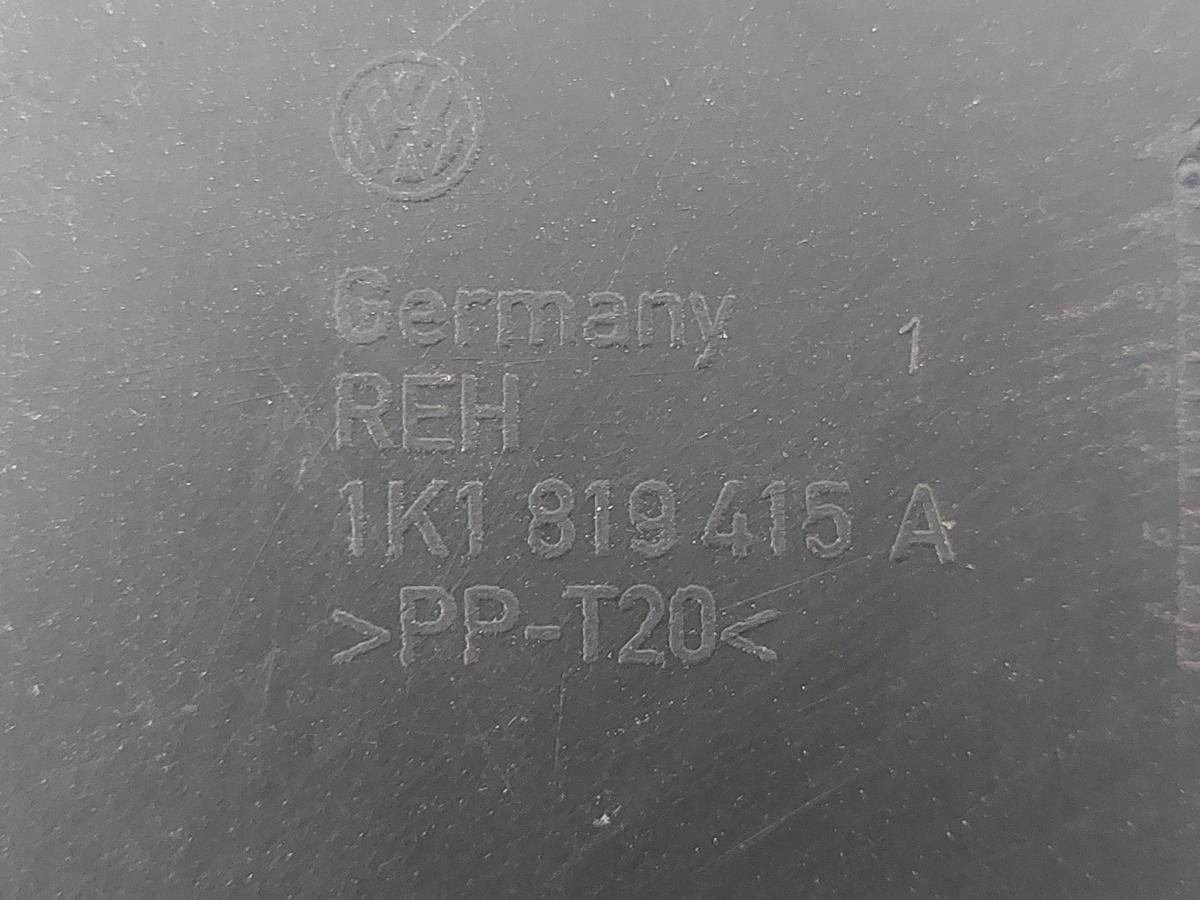 Germany
1
REH
1K1 819 415 A
>PP-T20<